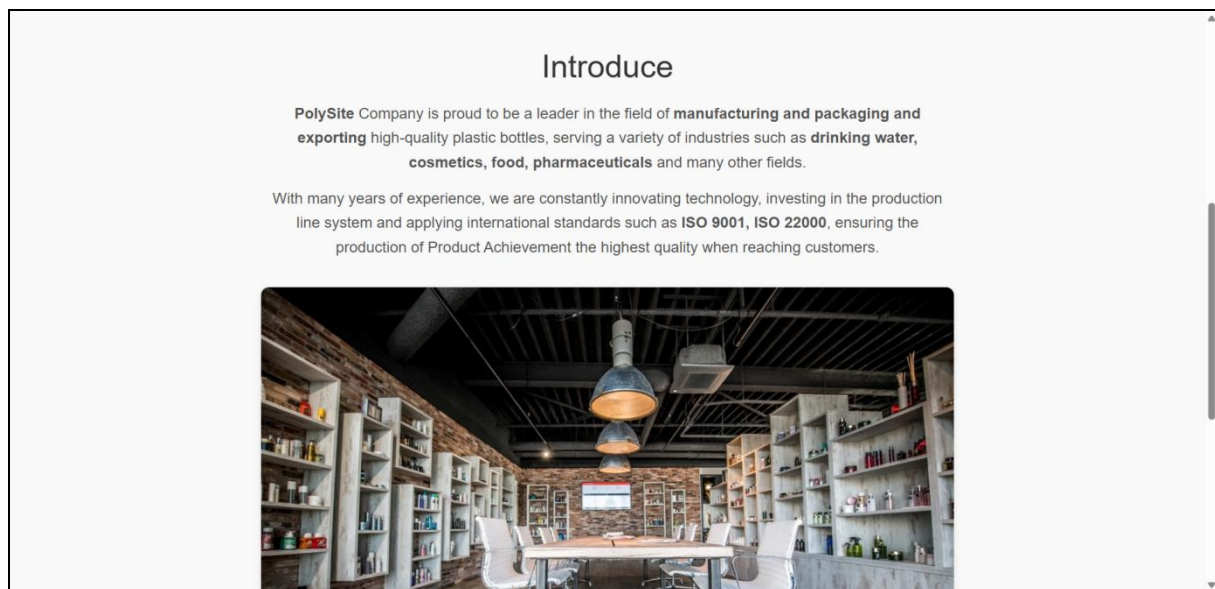 Introduce
PolySite Company is proud to be a leader in the field of manufacturing and packaging and
exporting high-quality plastic bottles, serving a variety of industries such as drinking water,
cosmetics, food, pharmaceuticals and many other fields.
With many years of experience, we are constantly innovating technology, investing in the production
line system and applying international standards such as ISO 9001, ISO 22000, ensuring the
production of Product Achievement the highest quality when reaching customers.